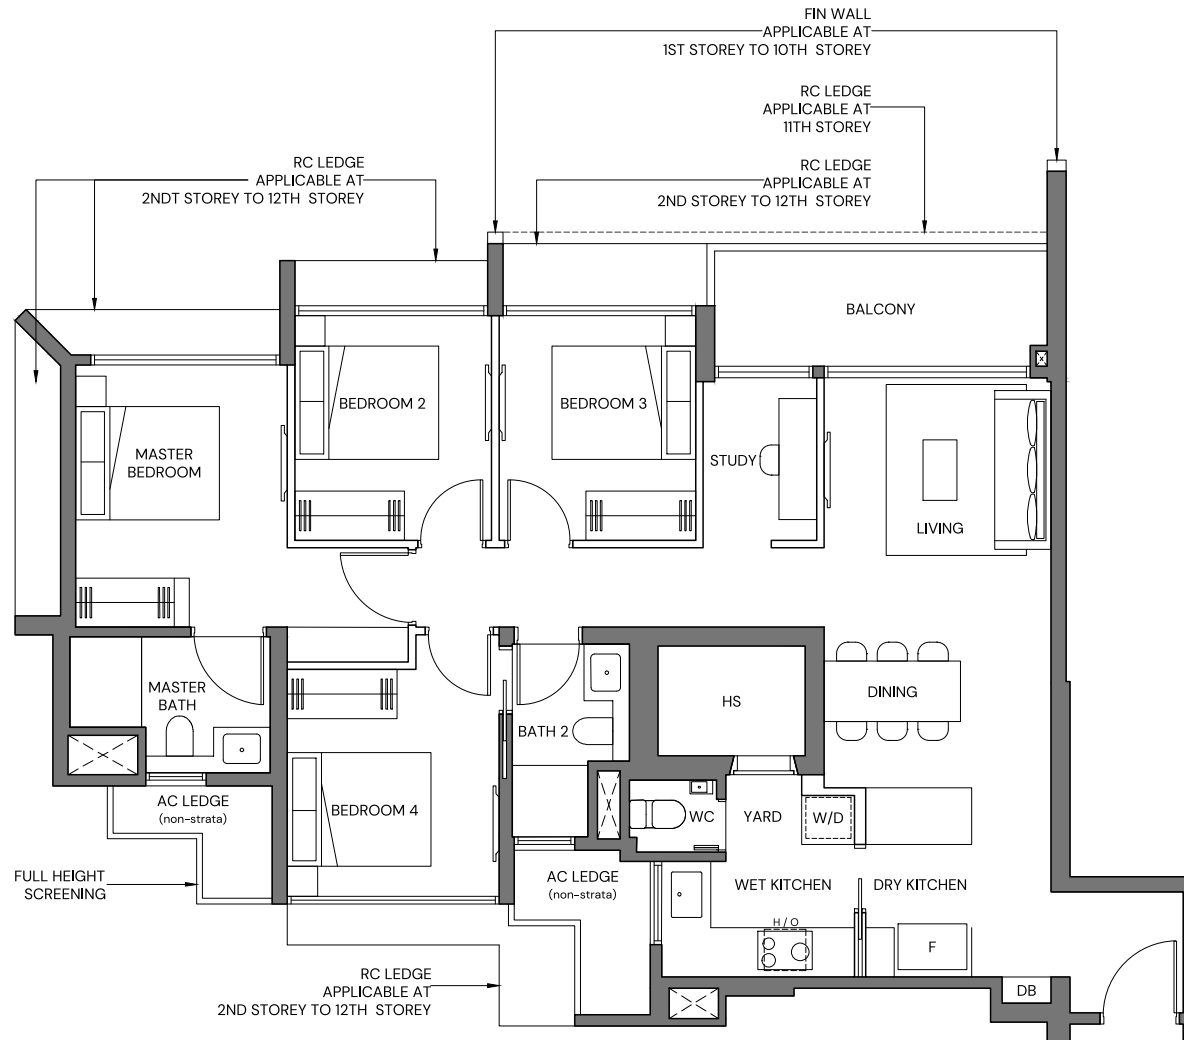 FIN WALL
APPLICABLE AT
1ST STOREY TO 10TH STOREY
RC LEDGE
APPLICABLE AT
11TH STOREY
RC LEDGE
APPLICABLE AT
2NDT STOREY TO 12TH STOREY
RC LEDGE
APPLICABLE AT
2ND STOREY TO 12TH STOREY
BALCONY
BEDROOM 2
BEDROOM 3
MASTER
BEDROOM
STUDY
LIVING
MASTER
BATH
DINING
HS
BATH 2
AC LEDGE
(non-strata)
BEDROOM 4
WC
YARD
W/D
FULL HEIGHT
SCREENING
AC LEDGE
(non-strata)
WET KITCHEN
DRY KITCHEN
H / O
F
RC LEDGE
APPLICABLE AT
2ND STOREY TO 12TH STOREY
DB